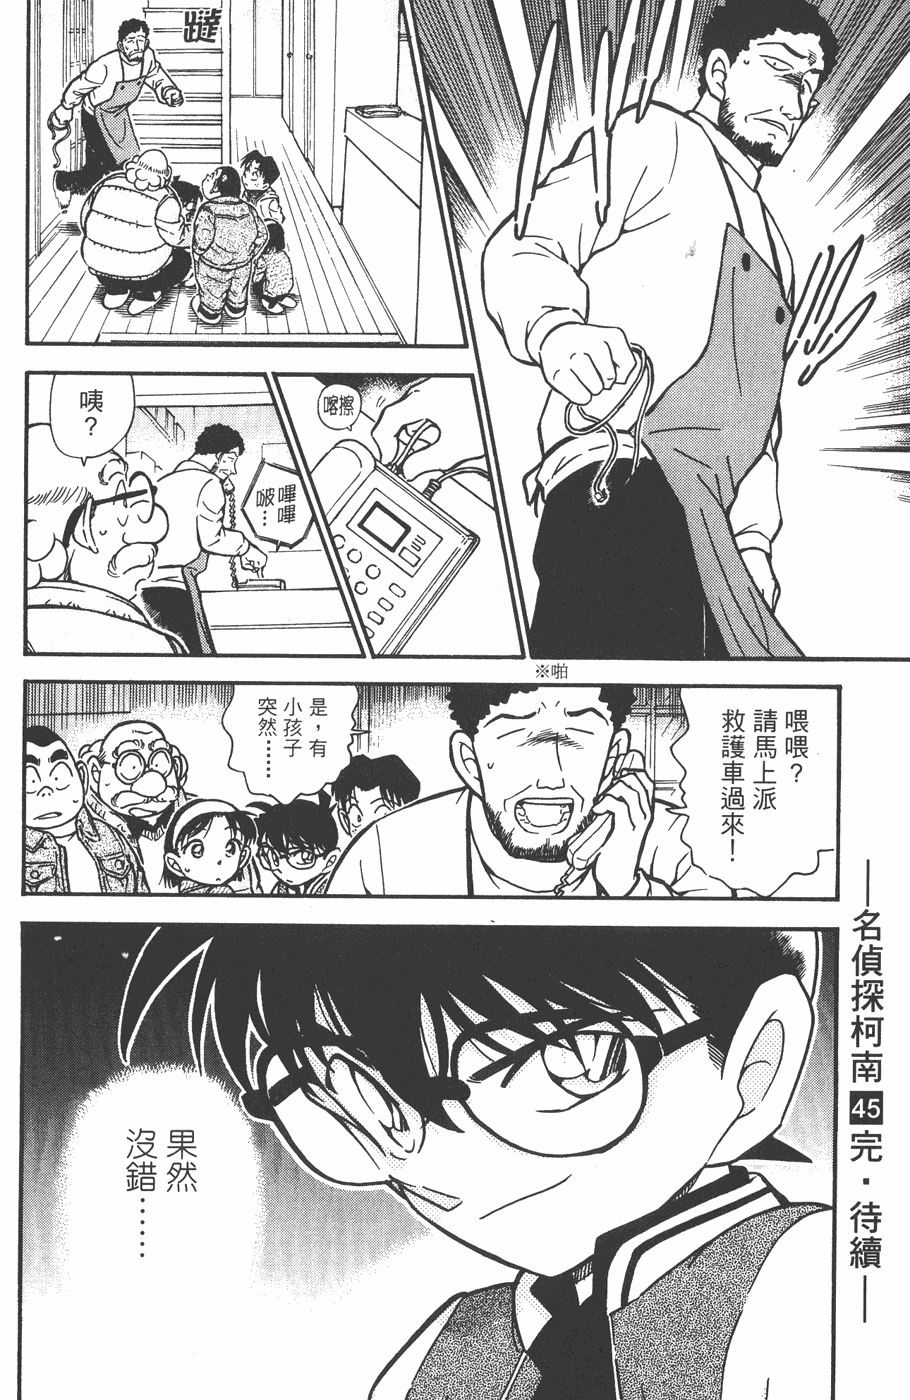 躂
喀擦
咦？
嗶
啵…
※啪
喂喂？
請馬上派
救護車過來！
是，有
小孩子
突然……
果然
沒錯……
—名偵探柯南45完・待續—